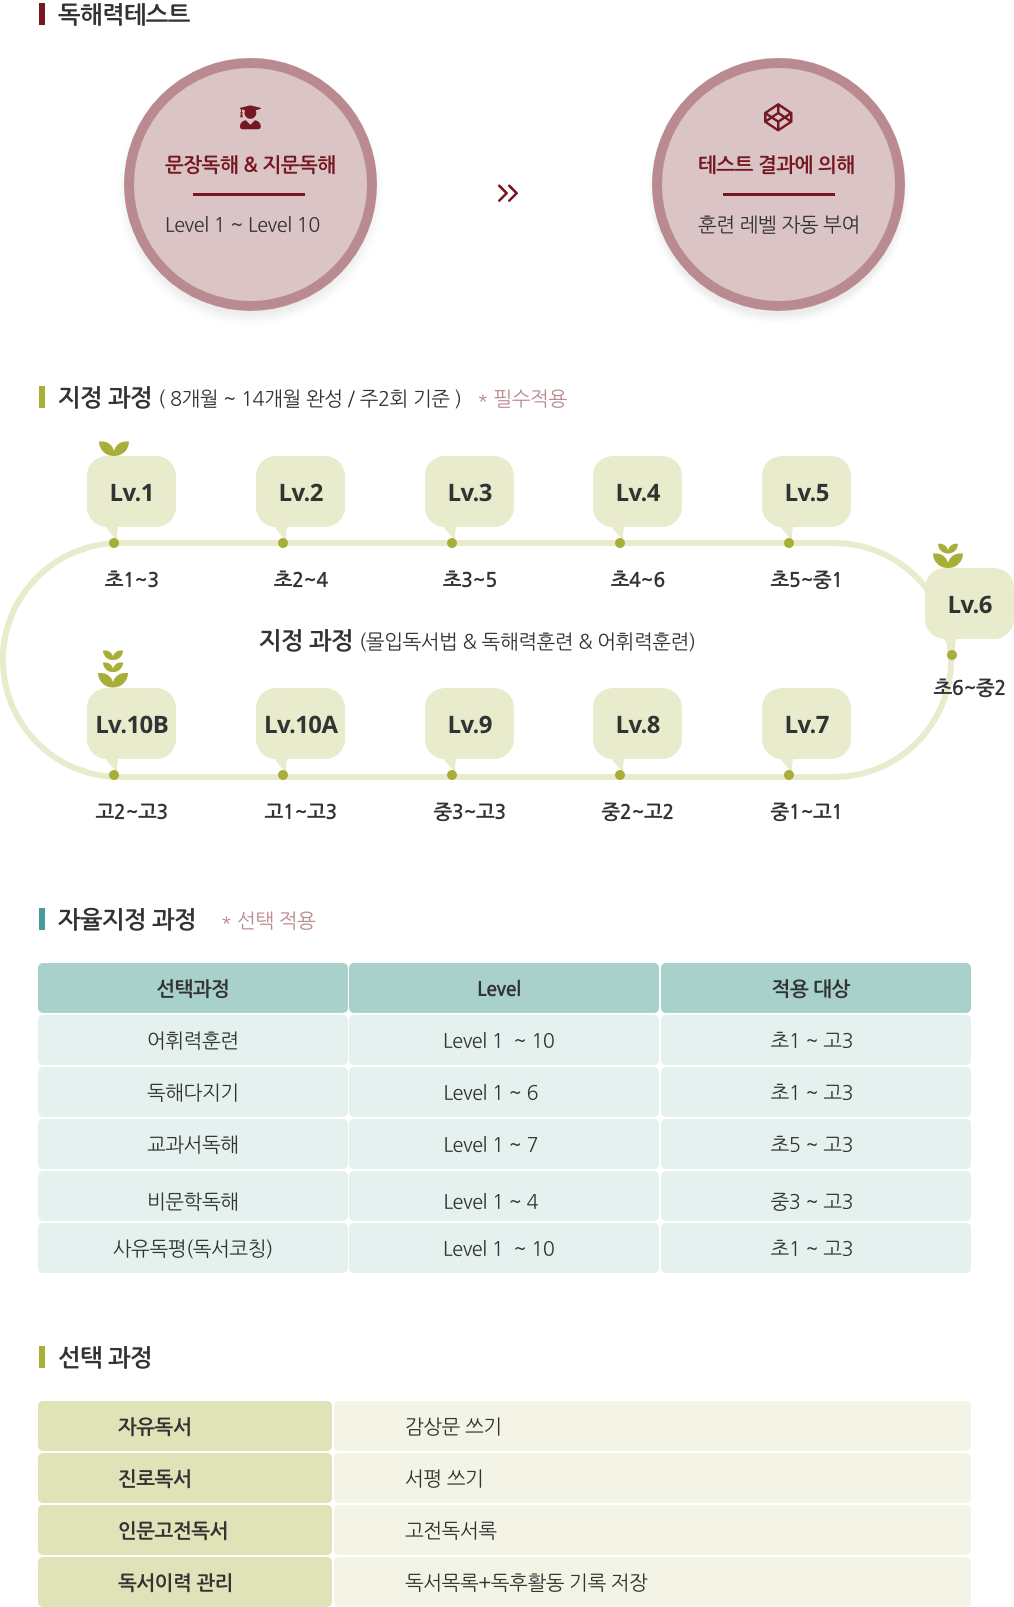 독해력테스트
문장독해 & 지문독해
Level 1 ~ Level 10
테스트 결과에 의해
훈련 레벨 자동 부여
지정 과정 ( 8개월 ~ 14개월 완성 / 주2회 기준 ) * 필수적용
Lv.1 Lv.2 Lv.3 Lv.4 Lv.5
초1~3 초2~4 초3~5 초4~6 초5~중1
Lv.6
초6~중2
지정 과정 (몰입독서법 & 독해력훈련 & 어휘력훈련)
Lv.10B Lv.10A Lv.9 Lv.8 Lv.7
고2~고3 고1~고3 중3~고3 중2~고2 중1~고1
자율지정 과정 * 선택 적용
선택과정 Level 적용 대상
어휘력훈련 Level 1 ~ 10 초1 ~ 고3
독해다지기 Level 1 ~ 6 초1 ~ 고3
교과서독해 Level 1 ~ 7 초5 ~ 고3
비문학독해 Level 1 ~ 4 중3 ~ 고3
사유독평(독서코칭) Level 1 ~ 10 초1 ~ 고3
선택 과정
자유독서 감상문 쓰기
진로독서 서평 쓰기
인문고전독서 고전독서록
독서이력 관리 독서목록+독후활동 기록 저장